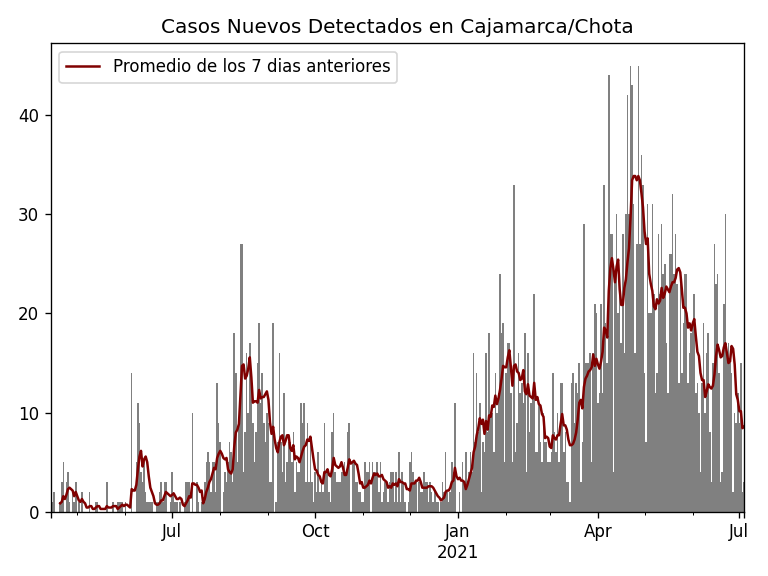 Casos Nuevos Detectados en Cajamarca/Chota
Promedio de los 7 dias anteriores
40
30
20
10
0
Jul
Oct
Jan
2021
Apr
Jul